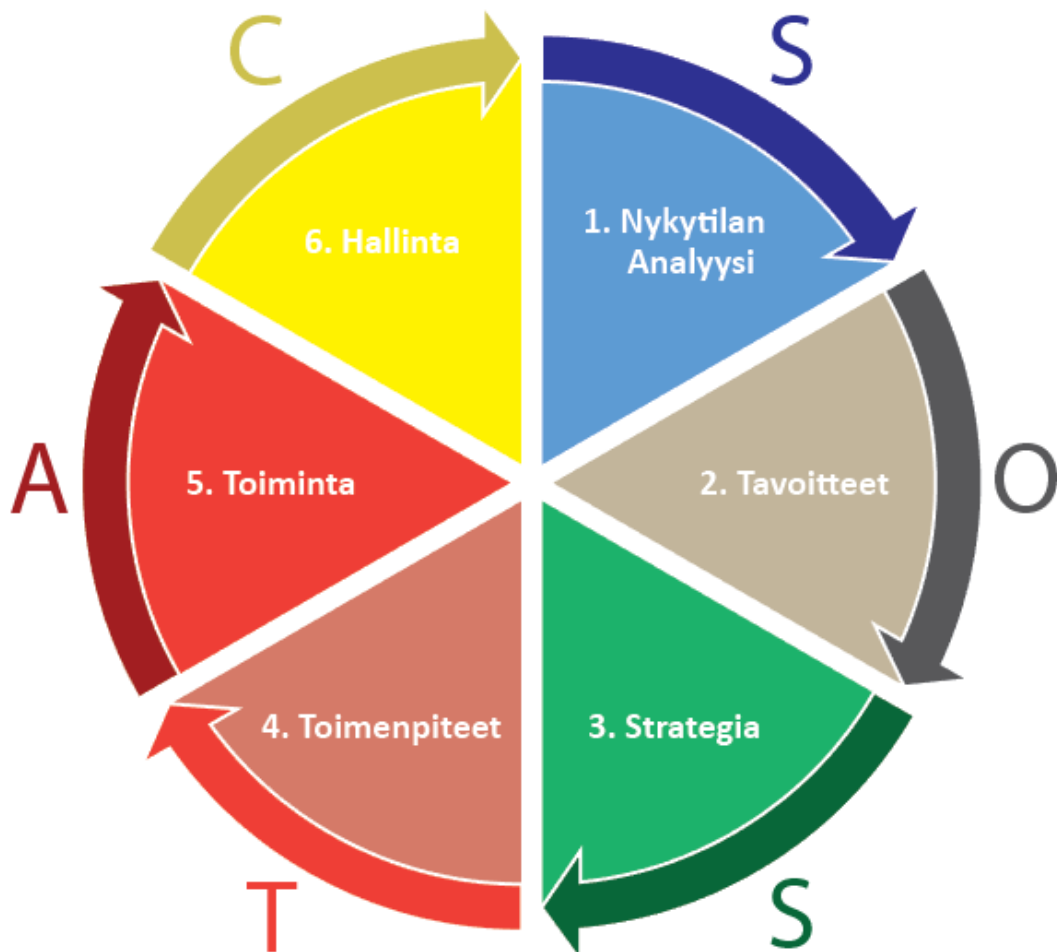 C
S
6. Hallinta
1. Nykytilan
Analyysi
A
5. Toiminta
2. Tavoitteet
O
4. Toimenpiteet
3. Strategia
T
S